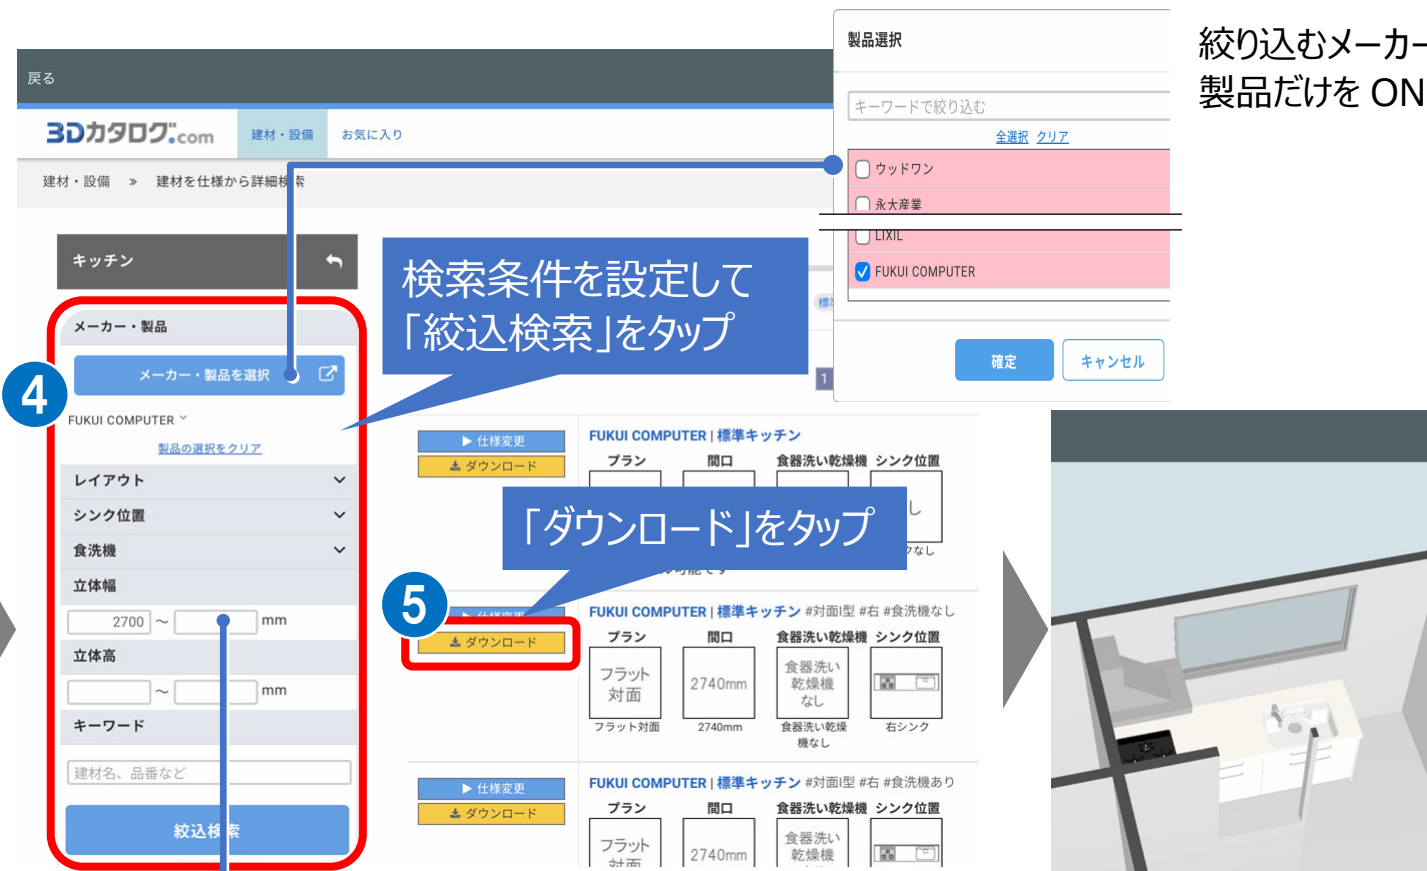 戻る
3Dカタログ.com
建材・設備
お気に入り
建材・設備 » 建材を仕様から詳細検索
製品選択
キーワードで絞り込む
全選択 クリア
ウッドワン
永大産業
LIXIL
FUKUI COMPUTER
確定
キャンセル
絞り込むメーカー
製品だけを ON
キッチン
検索条件を設定して
「絞込検索」をタップ
4
メーカー・製品
メーカー・製品を選択
FUKUI COMPUTER
製品の選択をクリア
レイアウト
シンク位置
食洗機
立体幅
2700 ～ mm
立体高
～ mm
キーワード
建材名、品番など
絞込検索
1
仕様変更
ダウンロード
FUKUI COMPUTER | 標準キッチン
プラン 間口 食器洗い乾燥機 シンク位置
「ダウンロード」をタップ
5
仕様変更
ダウンロード
FUKUI COMPUTER | 標準キッチン #対面I型 #右 #食洗機なし
プラン 間口 食器洗い乾燥機 シンク位置
フラット
対面
2740mm
食器洗い
乾燥機
なし
フラット対面 2740mm 食器洗い乾燥
機なし
右シンク
仕様変更
ダウンロード
FUKUI COMPUTER | 標準キッチン #対面I型 #右 #食洗機あり
プラン 間口 食器洗い乾燥機 シンク位置
フラット
対面
2740mm
食器洗い
乾燥機